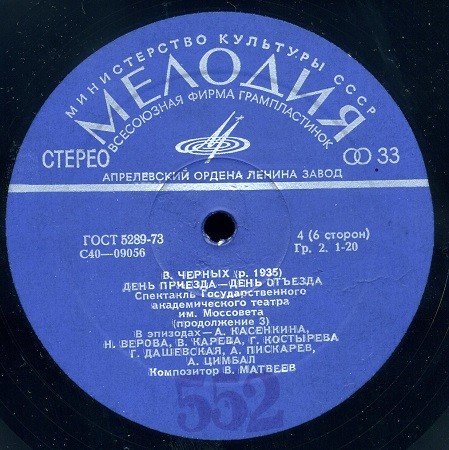 МИНИСТЕРСТВО КУЛЬТУРЫ СССР
МЕЛОДИЯ
ВСЕСОЮЗНАЯ ФИРМА ГРАМПЛАСТИНОК
СТЕРЕО
33
АПРЕЛЕВСКИЙ ОРДЕНА ЛЕНИНА ЗАВОД
ГОСТ 5289-73
С40—09056
4 (6 сторон)
Гр. 2. 1-20
В. ЧЕРНЫХ (р. 1935)
ДЕНЬ ПРИЕЗДА—ДЕНЬ ОТЪЕЗДА
Спектакль Государственного
академического театра
им. Моссовета
(продолжение 3)
В эпизодах—А. КАСЕНКИНА,
Н. ВЕРОВА, В. КАРЕВА, Г. КОСТЫРЕВА
Г. ДАШЕВСКАЯ, А. ПИСКАРЕВ,
А. ЦИМБАЛ
Композитор В. МАТВЕЕВ
552